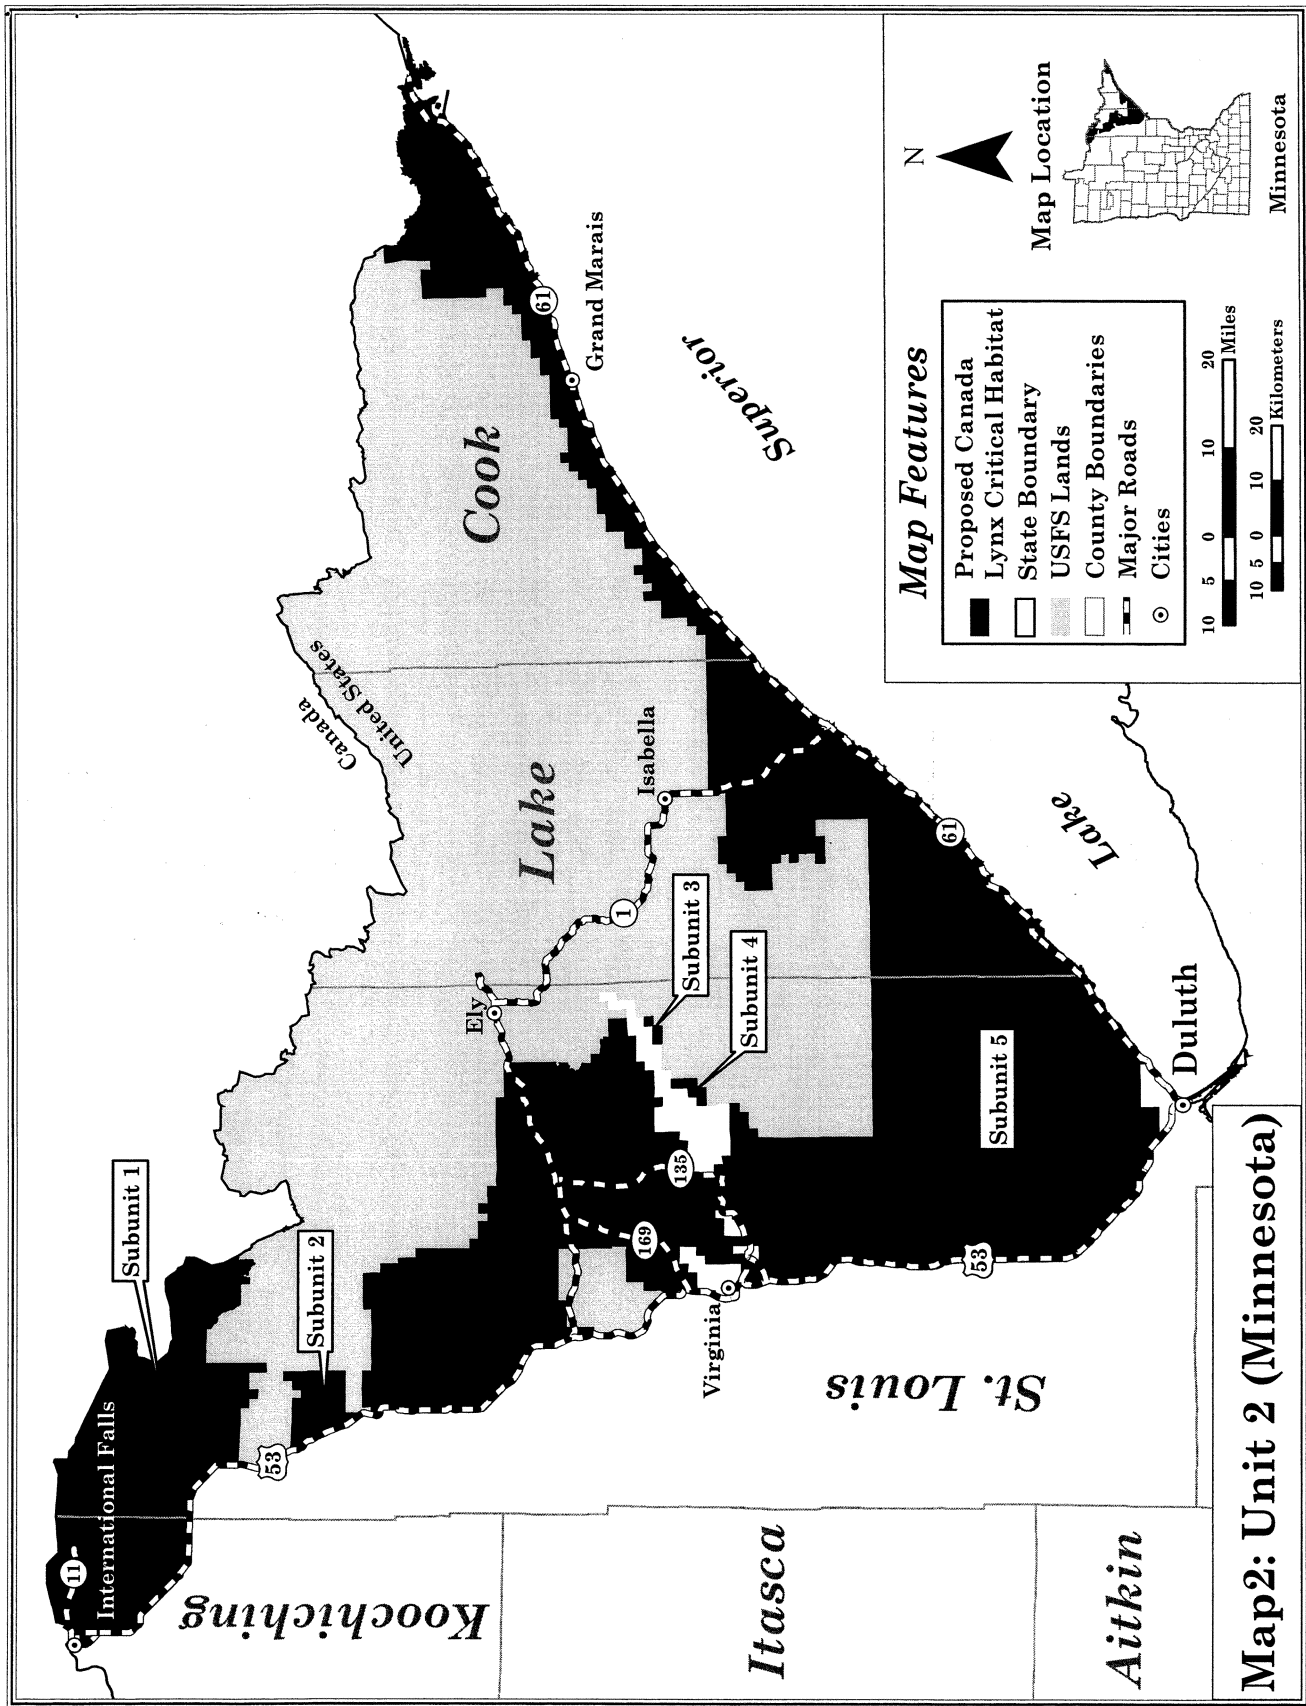 Map2: Unit 2 (Minnesota)
International Falls
11
53
Koochiching
Itasca
Aitkin
St. Louis
Subunit 1
Subunit 2
Virginia
169
135
53
Ely
Subunit 3
Subunit 4
Subunit 5
Duluth
1
Isabella
Lake
Canada
United States
Cook
61
Grand Marais
61
Lake
Superior
Map Features
Proposed Canada
Lynx Critical Habitat
State Boundary
USFS Lands
County Boundaries
Major Roads
Cities
10 5 0 10 20
Miles
10 5 0 10 20
Kilometers
N
Map Location
Minnesota